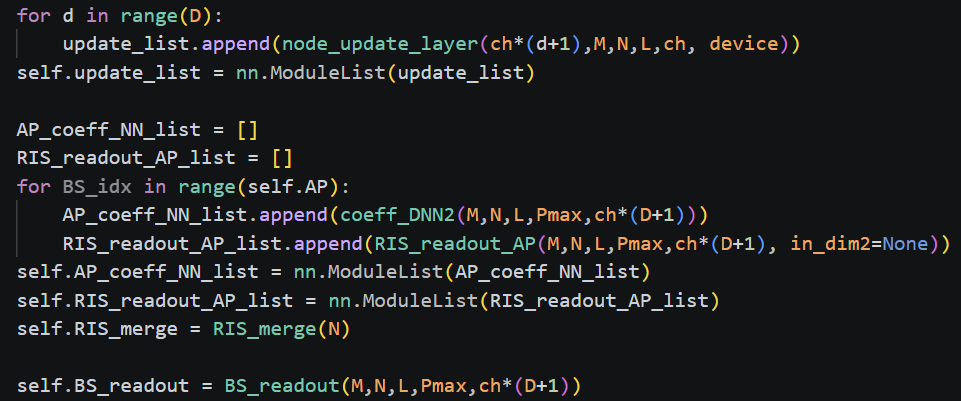 for d in range(D):
    update_list.append(node_update_layer(ch*(d+1),M,N,L,ch, device))
self.update_list = nn.ModuleList(update_list)

AP_coeff_NN_list = []
RIS_readout_AP_list = []
for BS_idx in range(self.AP):
    AP_coeff_NN_list.append(coeff_DNN2(M,N,L,Pmax,ch*(D+1)))
    RIS_readout_AP_list.append(RIS_readout_AP(M,N,L,Pmax,ch*(D+1), in_dim2=None))
self.AP_coeff_NN_list = nn.ModuleList(AP_coeff_NN_list)
self.RIS_readout_AP_list = nn.ModuleList(RIS_readout_AP_list)
self.RIS_merge = RIS_merge(N)

self.BS_readout = BS_readout(M,N,L,Pmax,ch*(D+1))